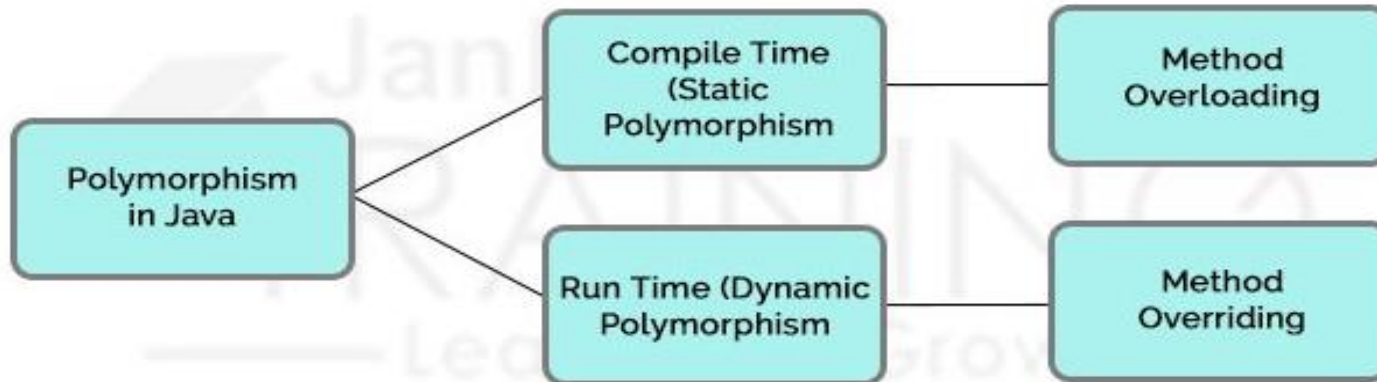 Polymorphism
in Java
Compile Time
(Static
Polymorphism
Method
Overloading
Run Time (Dynamic
Polymorphism
Method
Overriding